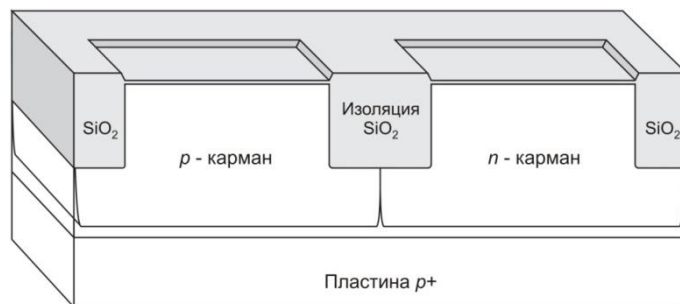 SiO₂
Изоляция
SiO₂
SiO₂
p - карман
n - карман
Пластина p+